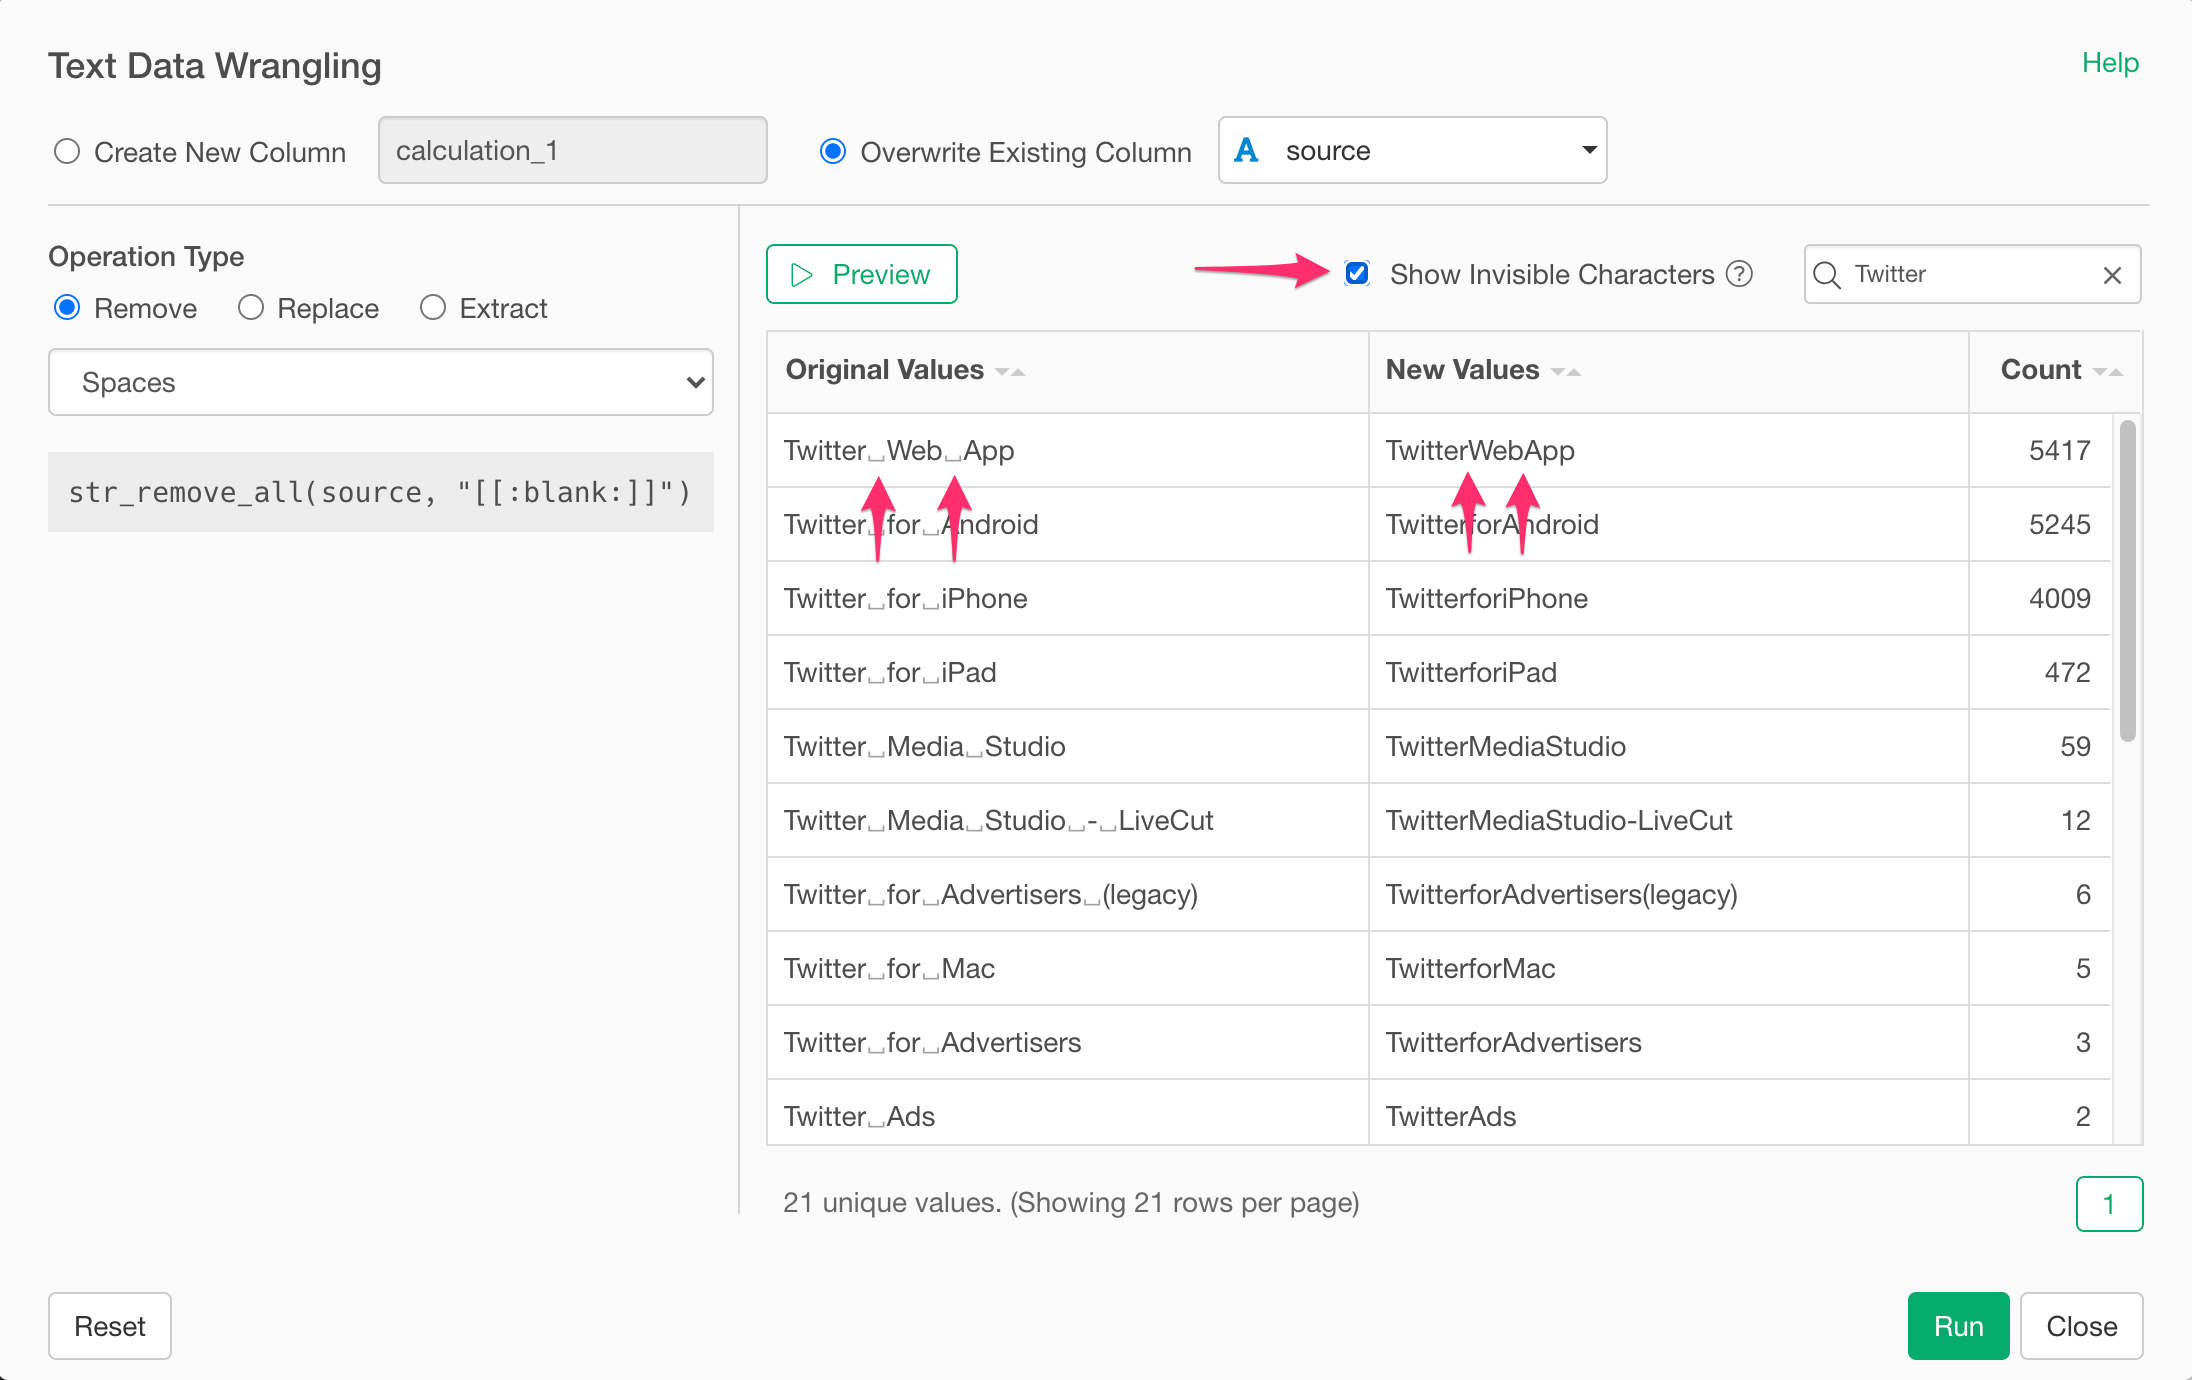 Text Data Wrangling
Help
Create New Column calculation_1 Overwrite Existing Column A source
Operation Type
Remove Replace Extract
Spaces
str_remove_all(source, "[[:blank:]]")
Preview Show Invisible Characters ? Twitter
Original Values New Values Count
Twitter␣Web␣App TwitterWebApp 5417
Twitter␣for␣Android TwitterforAndroid 5245
Twitter␣for␣iPhone TwitterforiPhone 4009
Twitter␣for␣iPad TwitterforiPad 472
Twitter␣Media␣Studio TwitterMediaStudio 59
Twitter␣Media␣Studio␣-␣LiveCut TwitterMediaStudio-LiveCut 12
Twitter␣for␣Advertisers␣(legacy) TwitterforAdvertisers(legacy) 6
Twitter␣for␣Mac TwitterforMac 5
Twitter␣for␣Advertisers TwitterforAdvertisers 3
Twitter␣Ads TwitterAds 2
21 unique values. (Showing 21 rows per page) 1
Reset Run Close